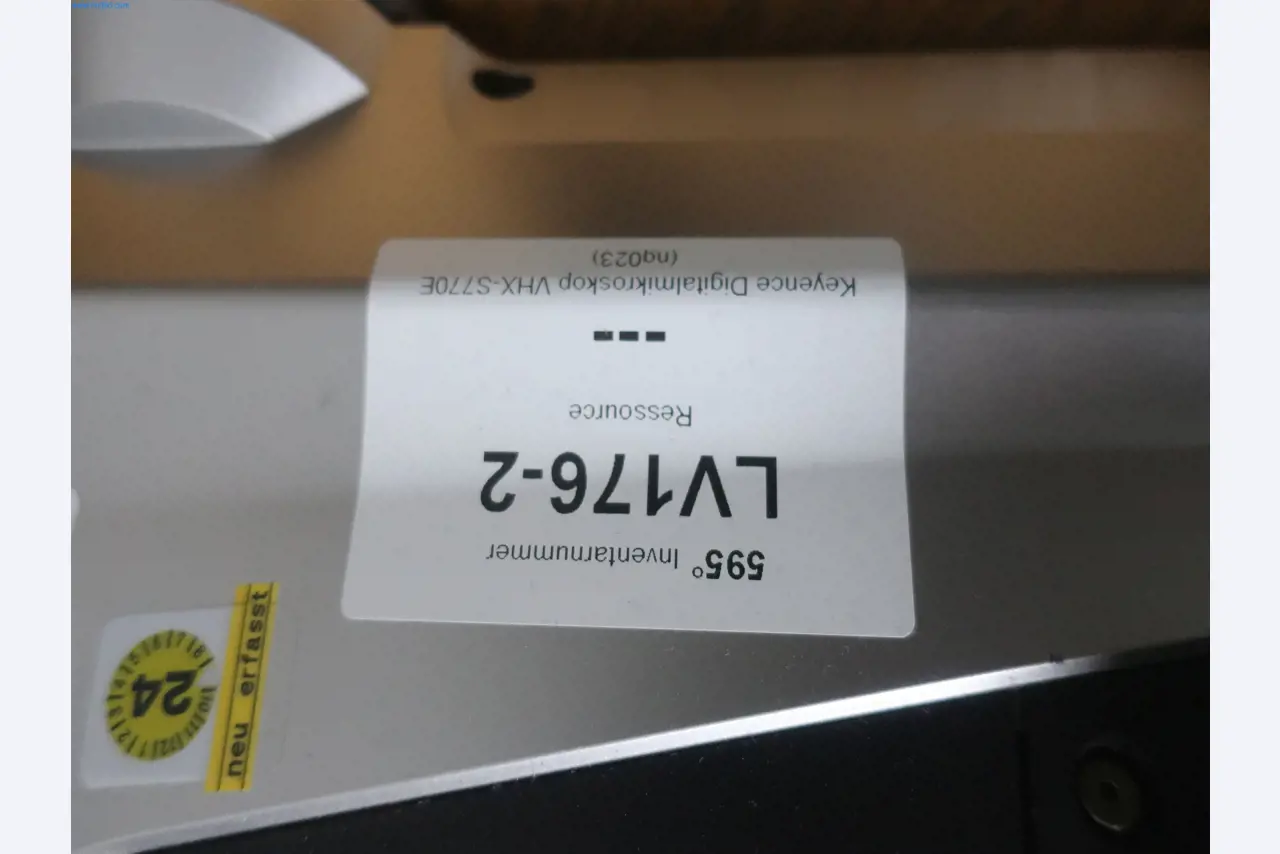 595° Inventarnummer
LV176-2
Ressource
---
Keyence Digitalmikroskop VHX-S770E
(nq023)
neu erfasst
24